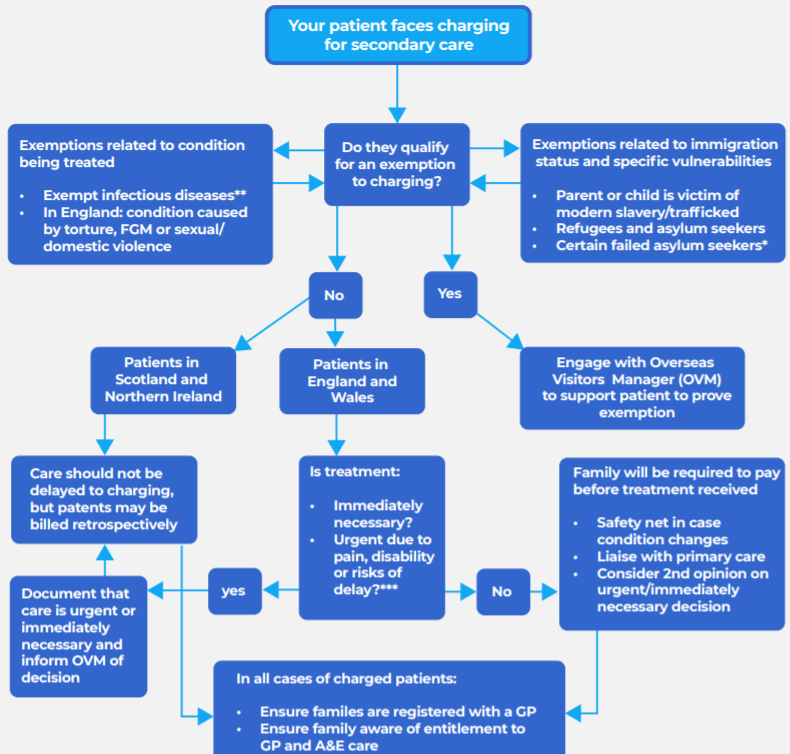 Your patient faces charging
for secondary care
Exemptions related to condition
being treated
• Exempt infectious diseases**
• In England: condition caused
by torture, FGM or sexual/
domestic violence
Do they qualify
for an exemption
to charging?
Exemptions related to immigration
status and specific vulnerabilities
• Parent or child is victim of
modern slavery/trafficked
• Refugees and asylum seekers
• Certain failed asylum seekers*
No
Yes
Patients in
Scotland and
Northern Ireland
Patients in
England and
Wales
Engage with Overseas
Visitors Manager (OVM)
to support patient to prove
exemption
Care should not be
delayed to charging,
but patents may be
billed retrospectively
Is treatment:
• Immediately
necessary?
• Urgent due to
pain, disability
or risks of
delay?***
Family will be required to pay
before treatment received
• Safety net in case
condition changes
• Liaise with primary care
• Consider 2nd opinion on
urgent/immediately
necessary decision
yes
No
Document that
care is urgent or
immediately
necessary and
inform OVM of
decision
In all cases of charged patients:
• Ensure familes are registered with a GP
• Ensure family aware of entitlement to
GP and A&E care